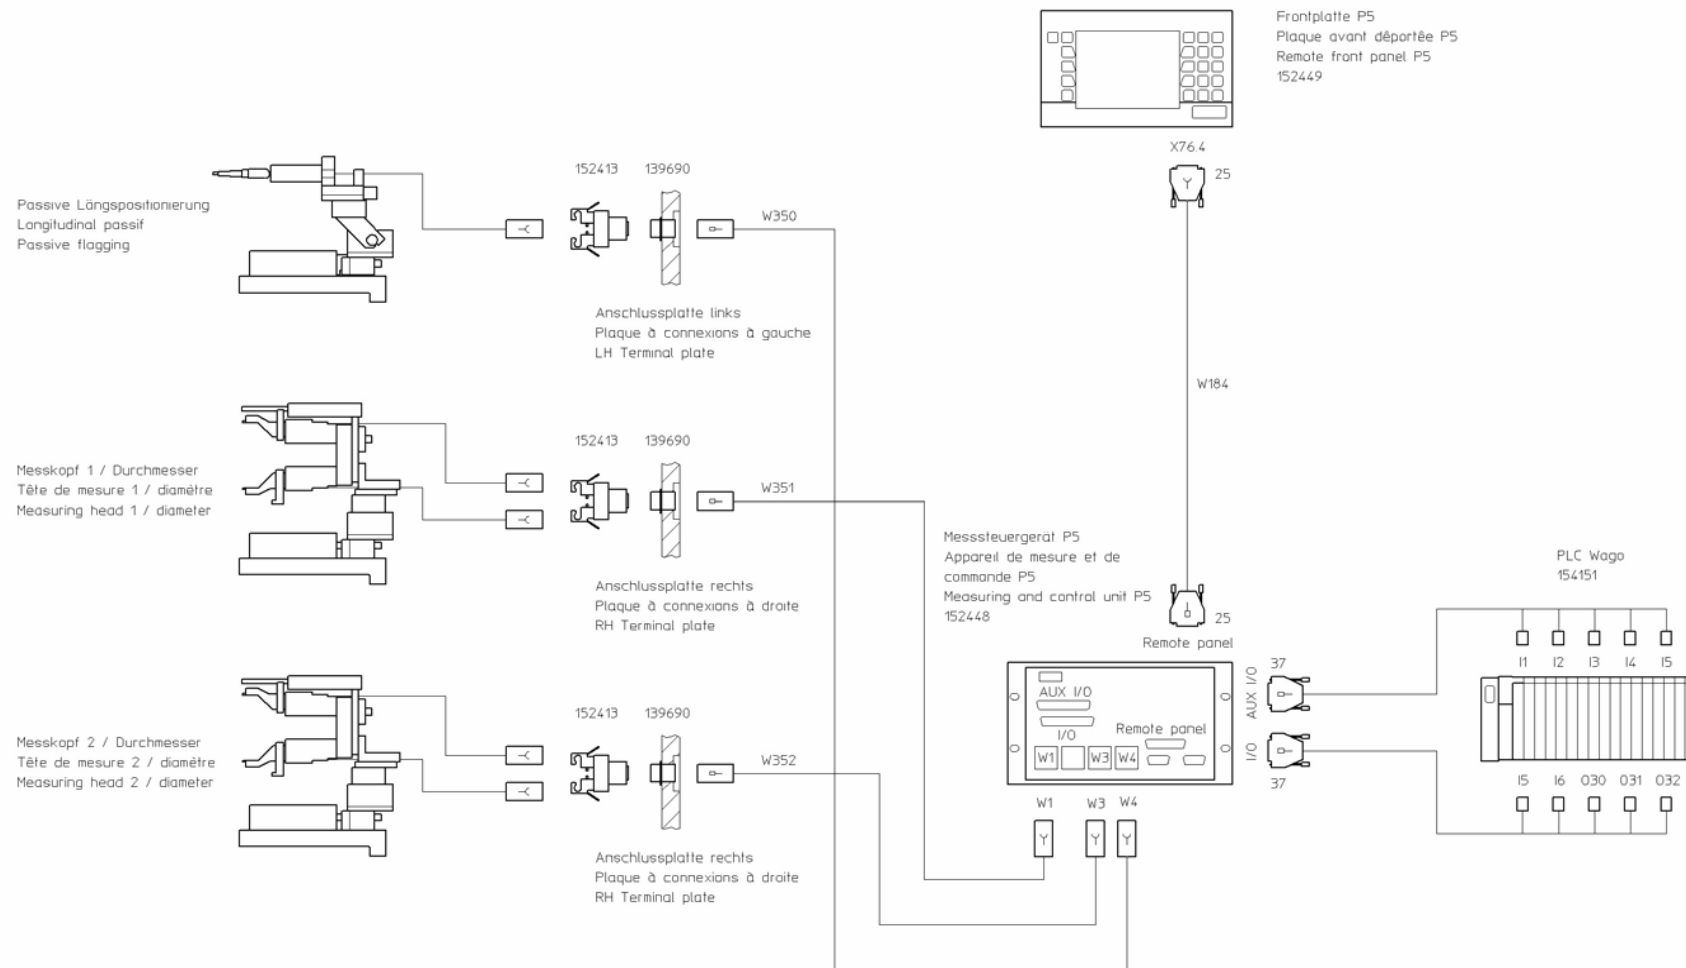 Frontplatte P5
Plaque avant déportée P5
Remote front panel P5
152449
X76.4
25
Passive Längspositionierung
Longitudinal passif
Passive flagging
152413 139690
W350
Anschlussplatte links
Plaque à connexions à gauche
LH Terminal plate
W184
Messkopf 1 / Durchmesser
Tête de mesure 1 / diamètre
Measuring head 1 / diameter
152413 139690
W351
Anschlussplatte rechts
Plaque à connexions à droite
RH Terminal plate
Messsteuergerät P5
Appareil de mesure et de
commande P5
Measuring and control unit P5
152448
25
Remote panel
PLC Wago
154151
I1 I2 I3 I4 I5
37
AUX I/O
AUX I/O
I/O
Remote panel
W1 W3 W4
I/O
37
I5 I6 O30 O31 O32
W1 W3 W4
Messkopf 2 / Durchmesser
Tête de mesure 2 / diamètre
Measuring head 2 / diameter
152413 139690
W352
Anschlussplatte rechts
Plaque à connexions à droite
RH Terminal plate